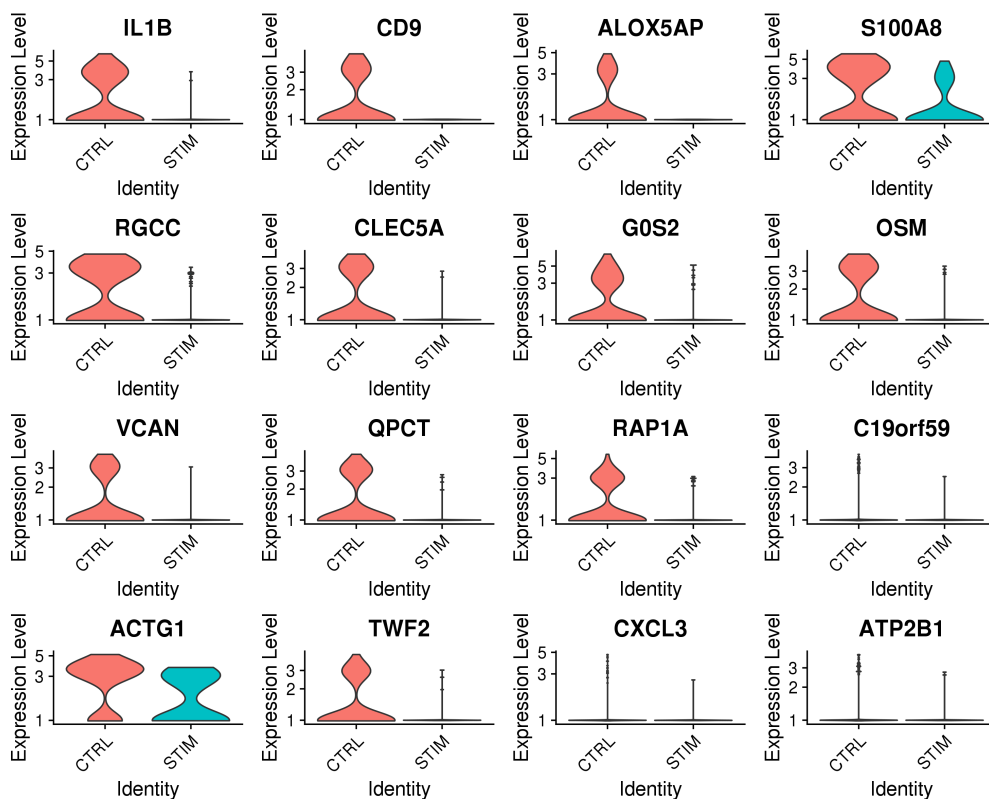 IL1B CD9 ALOX5AP S100A8
Expression Level Expression Level Expression Level Expression Level
5 3 5 5
3 2 3 3
1 1 1 1
CTRL STIM CTRL STIM CTRL STIM CTRL STIM
Identity Identity Identity Identity
RGCC CLEC5A G0S2 OSM
Expression Level Expression Level Expression Level Expression Level
5 3 5 3
3 2 3 2
1 1 1 1
CTRL STIM CTRL STIM CTRL STIM CTRL STIM
Identity Identity Identity Identity
VCAN QPCT RAP1A C19orf59
Expression Level Expression Level Expression Level Expression Level
3 3 5 3
2 2 3 2
1 1 1 1
CTRL STIM CTRL STIM CTRL STIM CTRL STIM
Identity Identity Identity Identity
ACTG1 TWF2 CXCL3 ATP2B1
Expression Level Expression Level Expression Level Expression Level
5 3 5 3
3 2 3 2
1 1 1 1
CTRL STIM CTRL STIM CTRL STIM CTRL STIM
Identity Identity Identity Identity